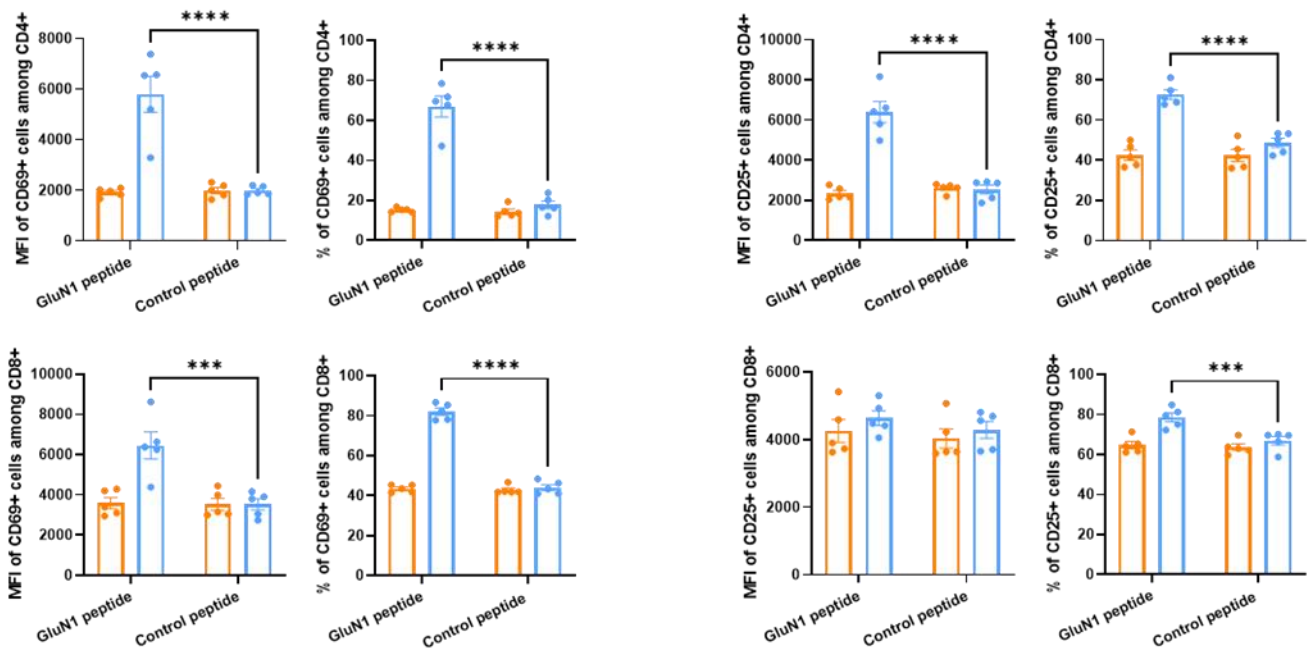 MFI of CD69+ cells among CD4+
8000
6000
4000
2000
0
****
GluN1 peptide
Control peptide
% of CD69+ cells among CD4+
100
80
60
40
20
0
****
GluN1 peptide
Control peptide
MFI of CD25+ cells among CD4+
10000
8000
6000
4000
2000
0
****
GluN1 peptide
Control peptide
% of CD25+ cells among CD4+
100
80
60
40
20
0
****
GluN1 peptide
Control peptide
MFI of CD69+ cells among CD8+
10000
8000
6000
4000
2000
0
***
GluN1 peptide
Control peptide
% of CD69+ cells among CD8+
100
80
60
40
20
0
****
GluN1 peptide
Control peptide
MFI of CD25+ cells among CD8+
6000
4000
2000
0
GluN1 peptide
Control peptide
% of CD25+ cells among CD8+
100
80
60
40
20
0
***
GluN1 peptide
Control peptide